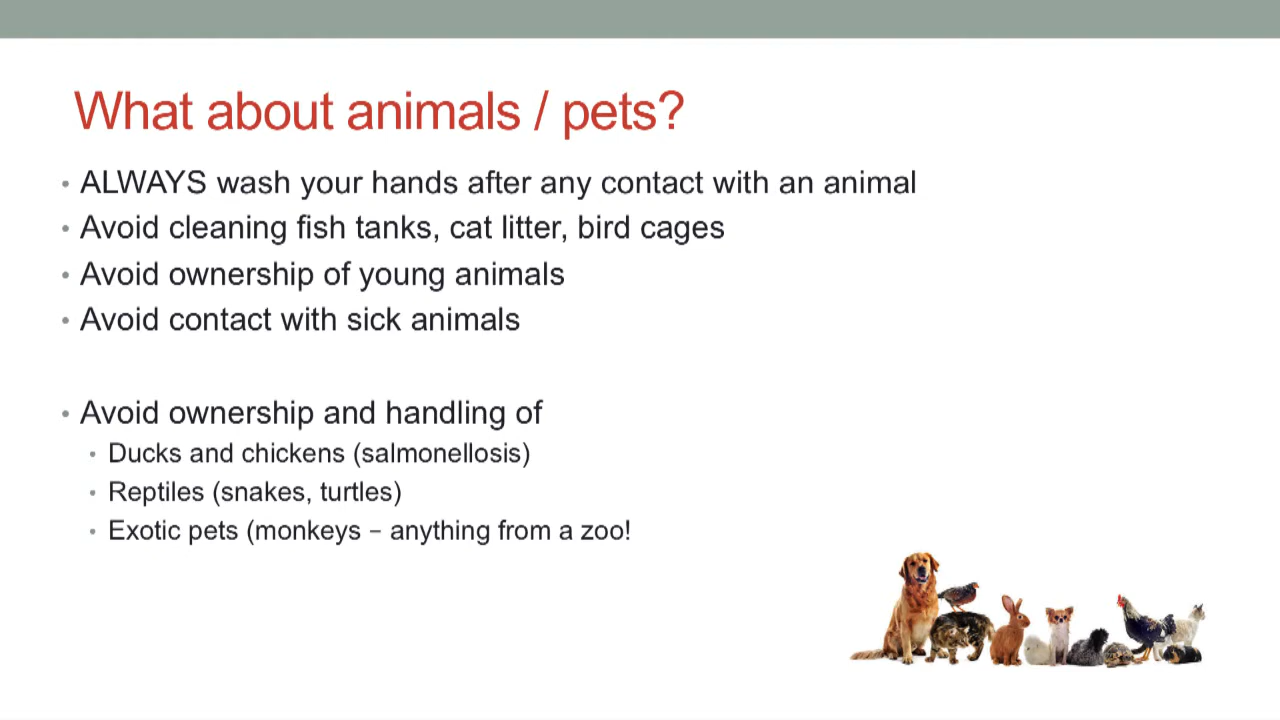 What about animals / pets?
• ALWAYS wash your hands after any contact with an animal
• Avoid cleaning fish tanks, cat litter, bird cages
• Avoid ownership of young animals
• Avoid contact with sick animals
• Avoid ownership and handling of
• Ducks and chickens (salmonellosis)
• Reptiles (snakes, turtles)
• Exotic pets (monkeys – anything from a zoo!